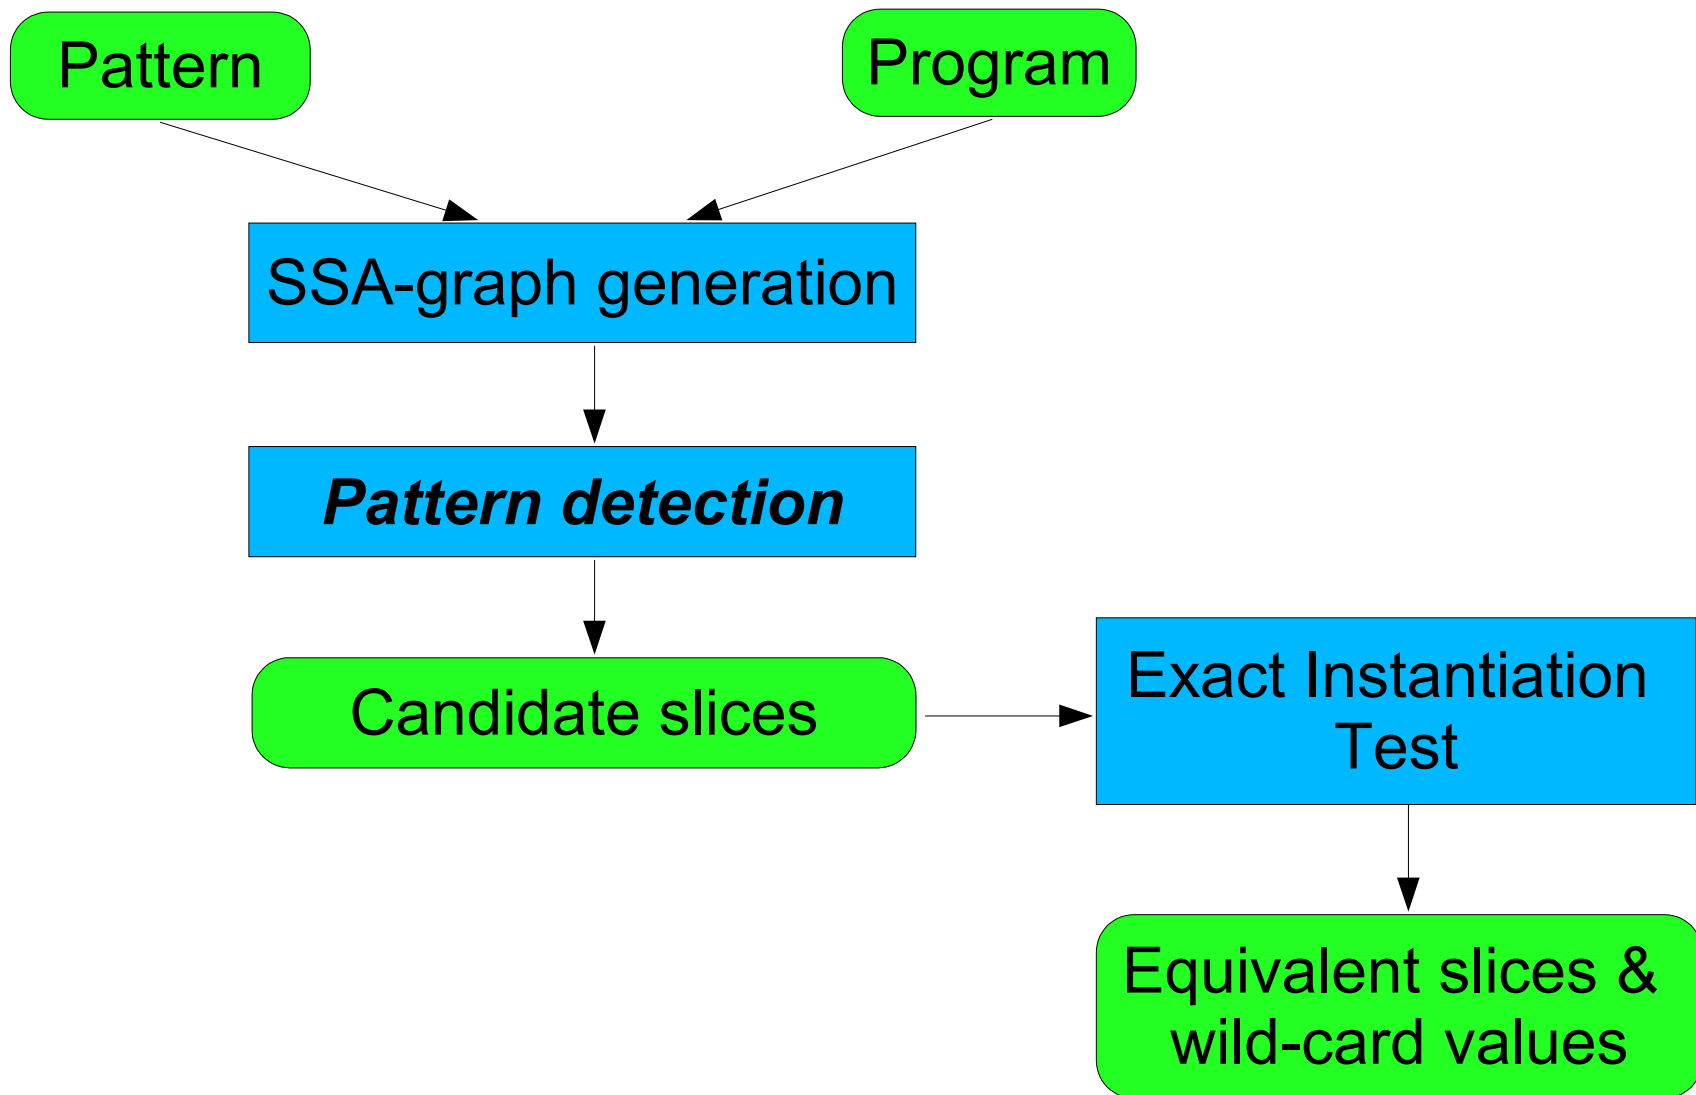 Pattern
Program
SSA-graph generation
Pattern detection
Candidate slices
Exact Instantiation
Test
Equivalent slices &
wild-card values